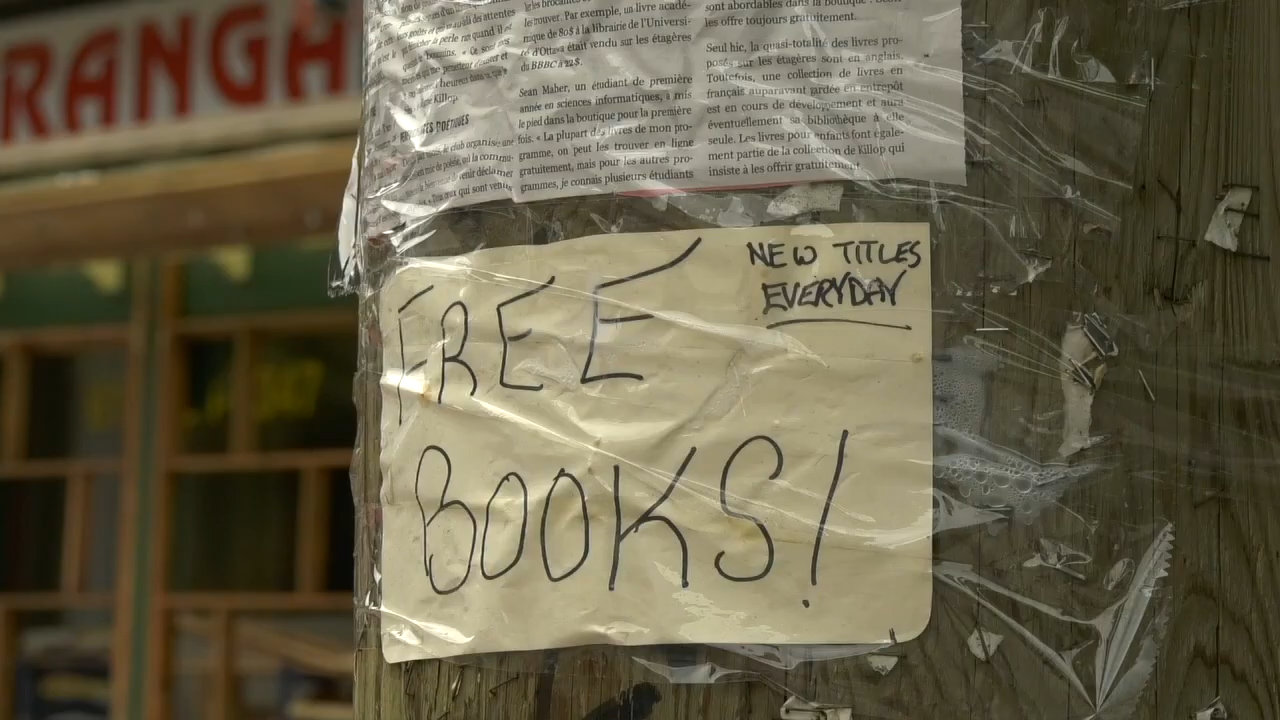 RANGH
le trouver. Par exemple, un livre acadé-
mique de 80$ à la librairie de l'Universi-
té d'Ottawa était vendu sur les étagères
du BBBC à 22$.
Sean Maher, un étudiant de première
année en sciences informatiques, a mis
le pied dans la boutique pour la première
fois. « La plupart des livres de mon pro-
gramme, on peut les trouver en ligne
gratuitement, mais pour les autres pro-
grammes, je connais plusieurs étudiants
sont abordables dans la boutique
les offre toujours gratuitement.
Seul hic, la quasi-totalité des livres pro-
posés sur les étagères sont en anglais.
Toutefois, une collection de livres en
français auparavant gardée en entrepôt
est en cours de développement et aura
éventuellement sa bibliothèque à elle
seule. Les livres pour enfants font égale-
ment partie de la collection de Killop qui
insiste à les offrir gratuitement.
FREE
BOOKS!
NEW TITLES
EVERYDAY